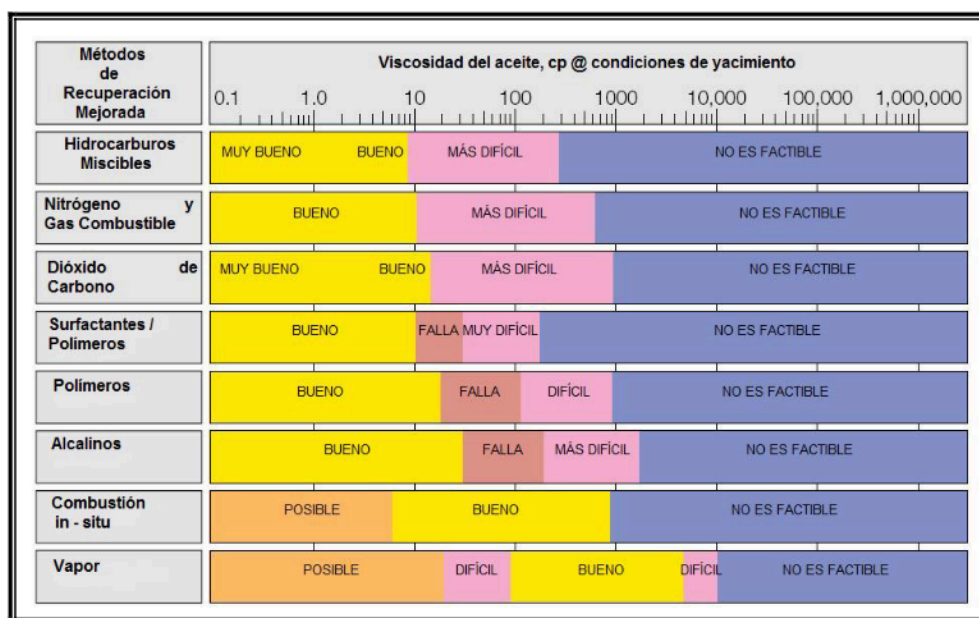 Métodos
de
Recuperación
Mejorada
Viscosidad del aceite, cp @ condiciones de yacimiento
0.1 1.0 10 100 1000 10,000 100,000 1,000,000
Hidrocarburos
Miscibles
MUY BUENO BUENO MÁS DIFÍCIL NO ES FACTIBLE
Nitrógeno y
Gas Combustible
BUENO MÁS DIFÍCIL NO ES FACTIBLE
Dióxido de
Carbono
MUY BUENO BUENO MÁS DIFÍCIL NO ES FACTIBLE
Surfactantes /
Polímeros
BUENO FALLA MUY DIFÍCIL NO ES FACTIBLE
Polímeros
BUENO FALLA DIFÍCIL NO ES FACTIBLE
Alcalinos
BUENO FALLA MÁS DIFÍCIL NO ES FACTIBLE
Combustión
in - situ
POSIBLE BUENO NO ES FACTIBLE
Vapor
POSIBLE DIFÍCIL BUENO DIFÍCIL NO ES FACTIBLE